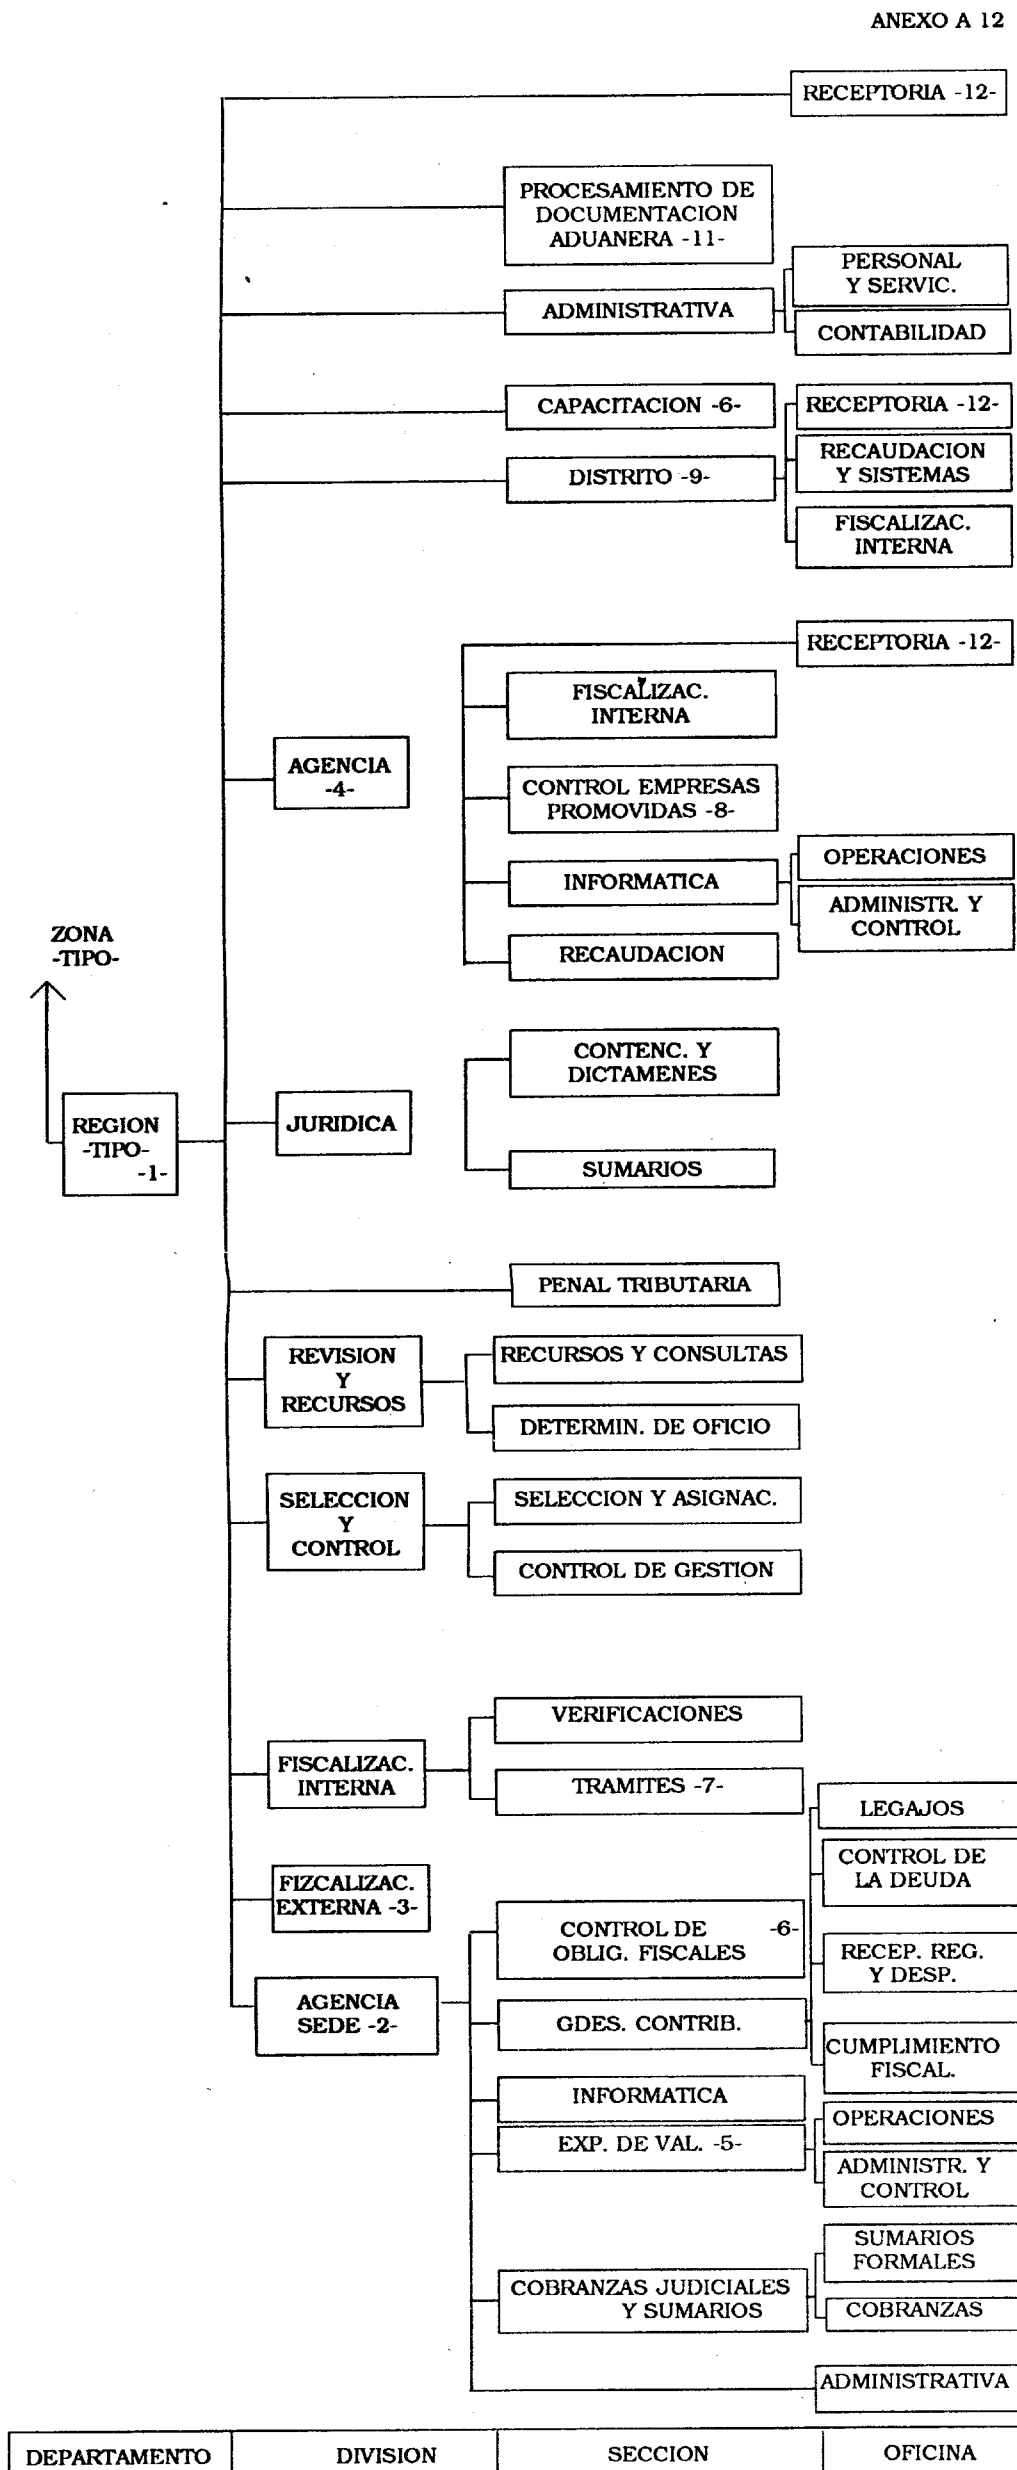 ANEXO A 12
RECEPTORIA -12-
PROCESAMIENTO DE
DOCUMENTACION
ADUANERA -11-
PERSONAL
Y SERVIC.
ADMINISTRATIVA
CONTABILIDAD
CAPACITACION -6-
RECEPTORIA -12-
RECAUDACION
Y SISTEMAS
DISTRITO -9-
FISCALIZAC.
INTERNA
RECEPTORIA -12-
FISCALIZAC.
INTERNA
AGENCIA
-4-
CONTROL EMPRESAS
PROMOVIDAS -8-
OPERACIONES
INFORMATICA
ADMINISTR. Y
CONTROL
RECAUDACION
ZONA
-TIPO-
CONTENC. Y
DICTAMENES
REGION
-TIPO-
-1-
JURIDICA
SUMARIOS
PENAL TRIBUTARIA
REVISION
Y
RECURSOS
RECURSOS Y CONSULTAS
DETERMIN. DE OFICIO
SELECCION
Y
CONTROL
SELECCION Y ASIGNAC.
CONTROL DE GESTION
VERIFICACIONES
FISCALIZAC.
INTERNA
TRAMITES -7-
LEGAJOS
CONTROL DE
LA DEUDA
FIZCALIZAC.
EXTERNA -3-
CONTROL DE -6-
OBLIG. FISCALES
RECEP. REG.
Y DESP.
AGENCIA
SEDE -2-
GDES. CONTRIB.
CUMPLIMIENTO
FISCAL.
INFORMATICA
OPERACIONES
EXP. DE VAL. -5-
ADMINISTR. Y
CONTROL
SUMARIOS
FORMALES
COBRANZAS JUDICIALES
Y SUMARIOS
COBRANZAS
ADMINISTRATIVA
DEPARTAMENTO
DIVISION
SECCION
OFICINA